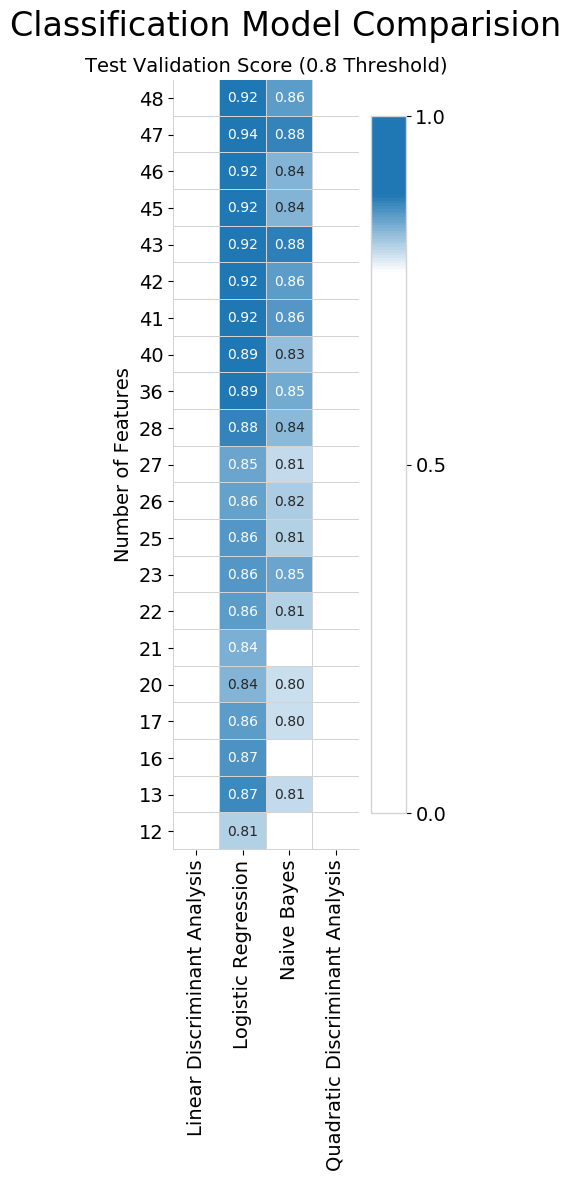 Classification Model Comparision
Test Validation Score (0.8 Threshold)
Number of Features
48 0.92 0.86
47 0.94 0.88
46 0.92 0.84
45 0.92 0.84
43 0.92 0.88
42 0.92 0.86
41 0.92 0.86
40 0.89 0.83
36 0.89 0.85
28 0.88 0.84
27 0.85 0.81
26 0.86 0.82
25 0.86 0.81
23 0.86 0.85
22 0.86 0.81
21 0.84
20 0.84 0.80
17 0.86 0.80
16 0.87
13 0.87 0.81
12 0.81
Linear Discriminant Analysis
Logistic Regression
Naive Bayes
Quadratic Discriminant Analysis
1.0
0.5
0.0